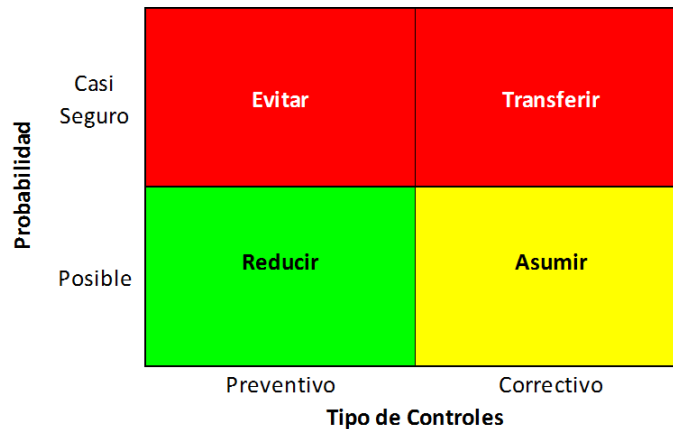 Probabilidad
Casi
Seguro
Evitar
Transferir
Posible
Reducir
Asumir
Preventivo
Correctivo
Tipo de Controles